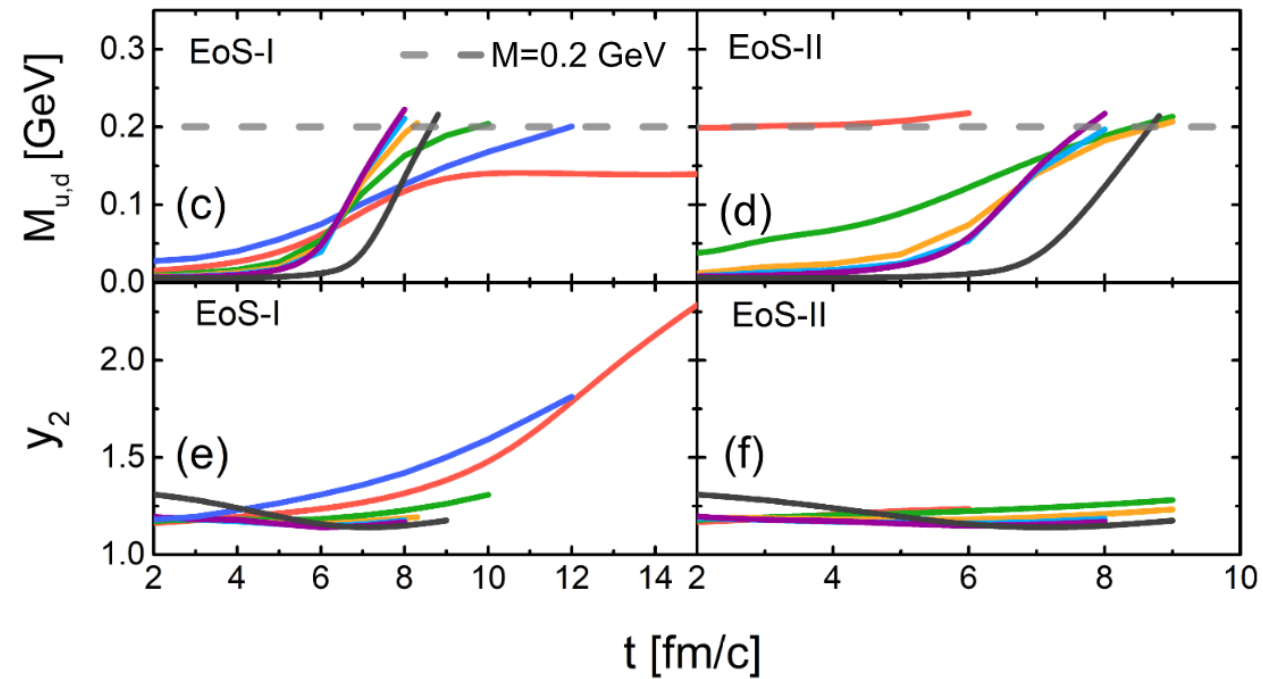 EoS-I
M=0.2 GeV
EoS-II
0.3
0.2
0.1
0.0
M_{u,d} [GeV]
(c)
(d)
EoS-I
EoS-II
2.0
1.5
1.0
y_2
(e)
(f)
2 4 6 8 10 12 14 2 4 6 8 10
t [fm/c]